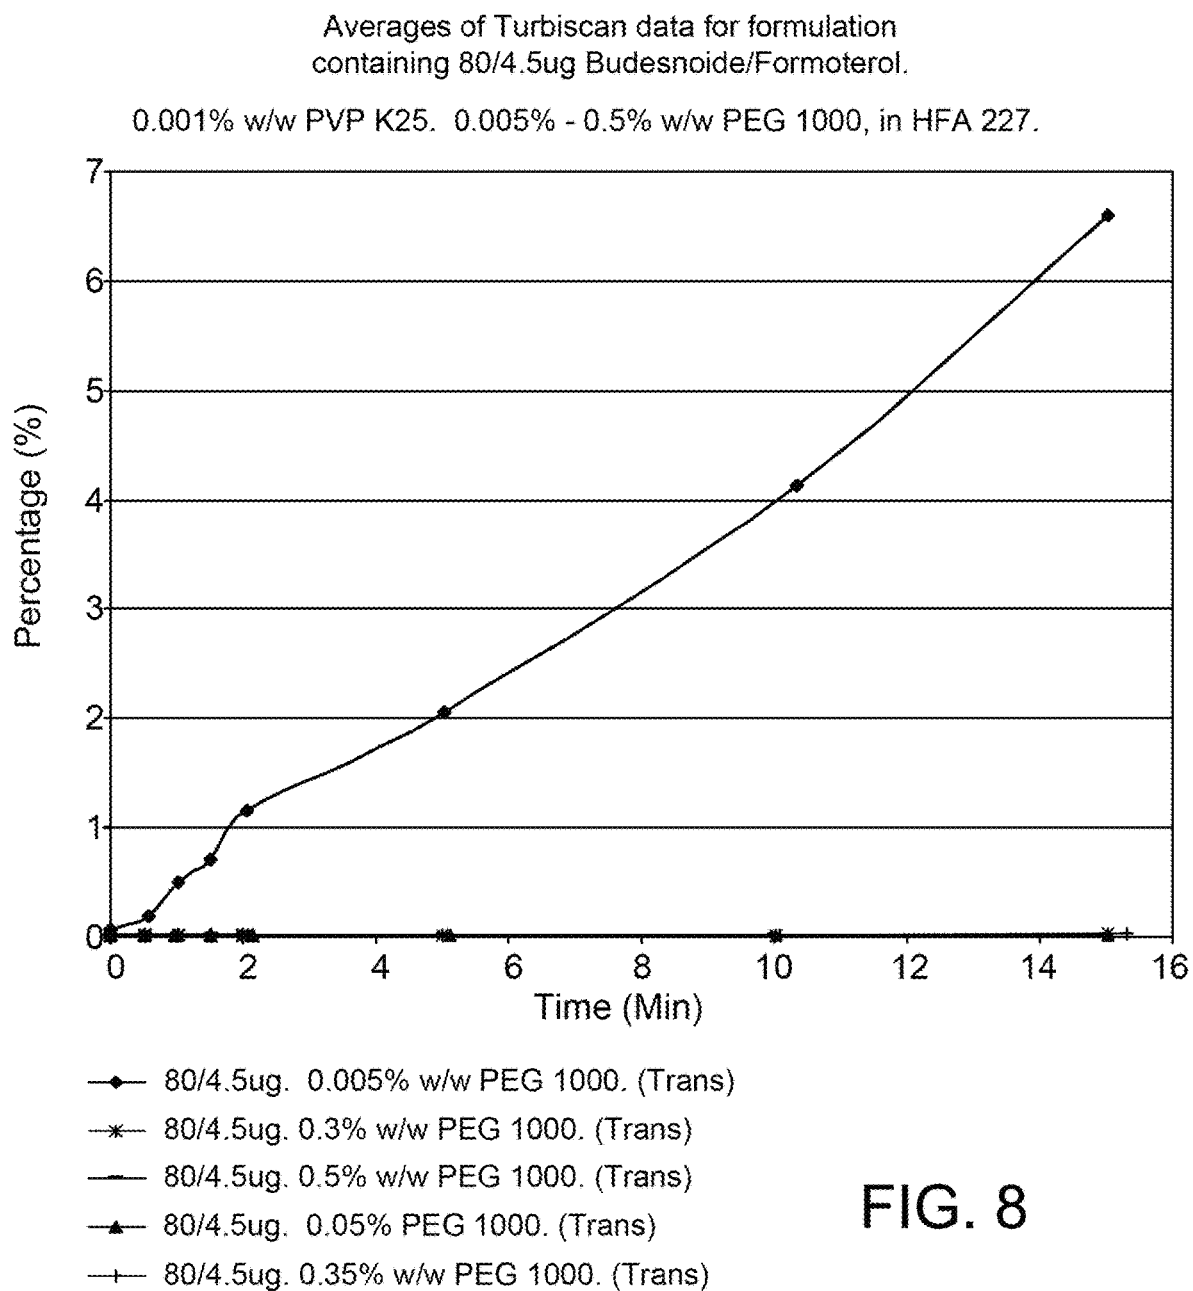 Averages of Turbiscan data for formulation
containing 80/4.5ug Budesnoide/Formoterol.
0.001% w/w PVP K25. 0.005% - 0.5% w/w PEG 1000, in HFA 227.
7
6
5
4
3
2
1
0
Percentage (%)
0 2 4 6 8 10 12 14 16
Time (Min)
80/4.5ug. 0.005% w/w PEG 1000. (Trans)
80/4.5ug. 0.3% w/w PEG 1000. (Trans)
80/4.5ug. 0.5% w/w PEG 1000. (Trans)
80/4.5ug. 0.05% PEG 1000. (Trans)
80/4.5ug. 0.35% w/w PEG 1000. (Trans)
FIG. 8